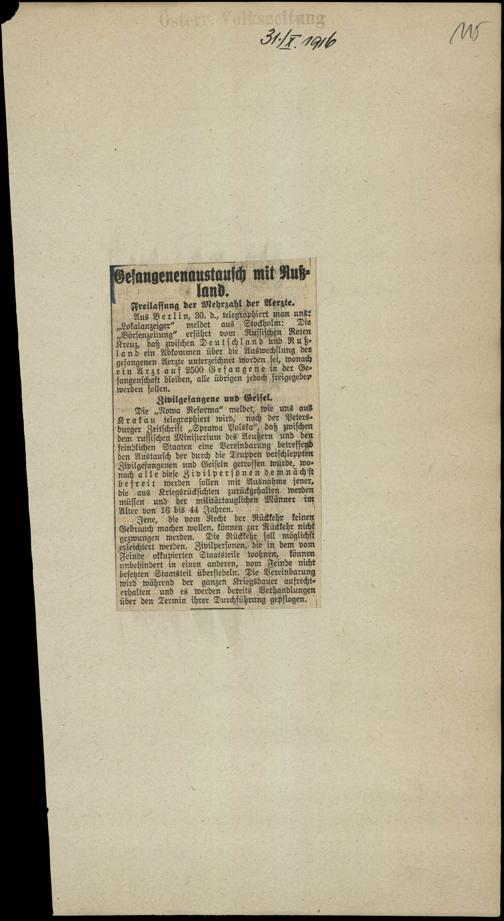 Österr. Volkszeitung
31./X. 1916
Gefangenenaustausch mit Ruß-
land.
Freilassung der Mehrzahl der Aerzte.
Aus Berlin, 30. d., telegraphiert man uns:
„Lokalanzeiger“ meldet aus Stockholm: Die
„Börsenzeitung“ erfährt vom Russischen Roten
Kreuz, daß zwischen Deutschland und Ruß-
land ein Abkommen über die Auswechslung der
gefangenen Aerzte unterzeichnet worden sei, wonach
ein Arzt auf 2500 Gefangene in der Ge-
fangenschaft bleiben, alle übrigen jedoch freigegeben
werden sollen.
Zivilgefangene und Geisel.
Die „Nowa Reforma“ meldet, wie uns aus
Krakau telegraphiert wird, nach der Peters-
burger Zeitschrift „Sprawa Polska“, daß zwischen
dem russischen Ministerium des Aeußern und den
feindlichen Staaten eine Vereinbarung betreffend
den Austausch der durch die Truppen verschleppten
Zivilgefangenen und Geiseln getroffen wurde, wo-
nach alle diese Zivilpersonen demnächst
befreit werden sollen mit Ausnahme jener,
die aus Kriegsrücksichten zurückgehalten werden
müssen und der militärtauglichen Männer im
Alter von 16 bis 44 Jahren.
Jene, die vom Recht der Rückkehr keinen
Gebrauch machen wollen, können zur Rückkehr nicht
gezwungen werden. Die Rückkehr soll möglichst
erleichtert werden. Zivilpersonen, die in dem vom
Feinde okkupierten Staatsteile wohnen, können
unbehindert in einen anderen, vom Feinde nicht
besetzten Staatsteil übersiedeln. Die Vereinbarung
wird während der ganzen Kriegsdauer aufrecht-
erhalten und es werden bereits Verhandlungen
über den Termin ihrer Durchführung gepflogen.